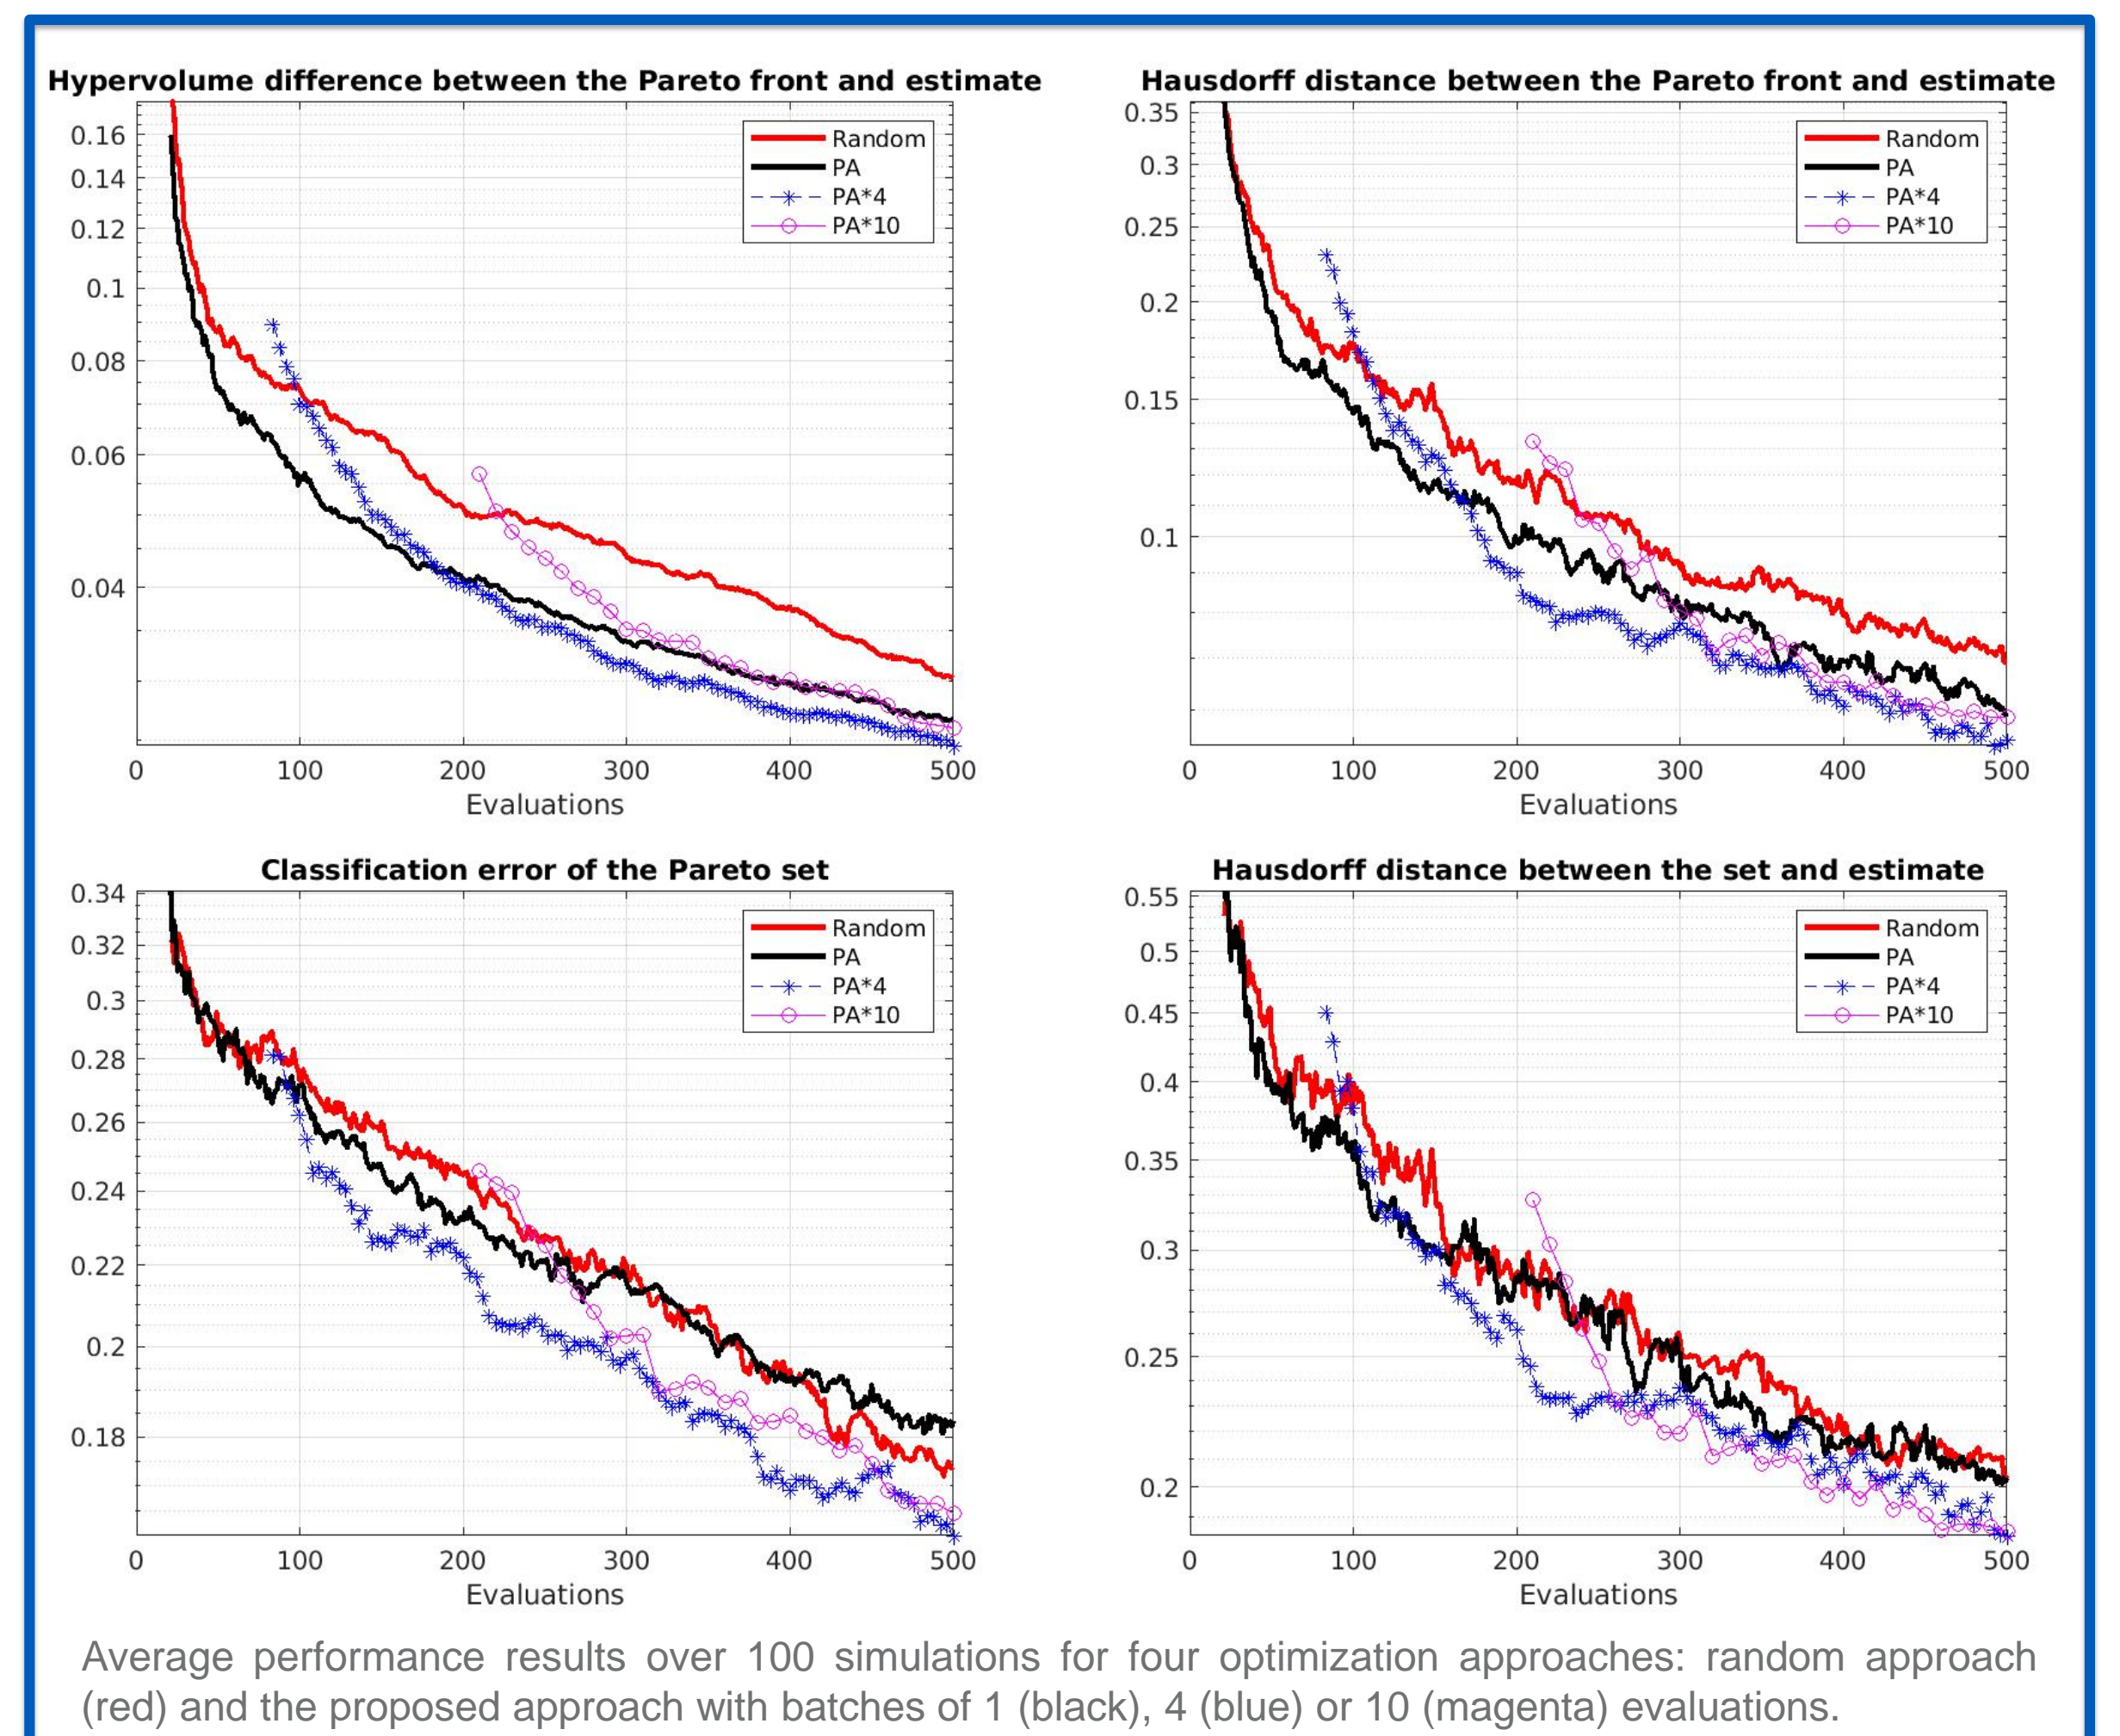 Hypervolume difference between the Pareto front and estimate
0.16
0.14
0.12
0.1
0.08
0.06
0.04
Random
PA
PA*4
PA*10
0 100 200 300 400 500
Evaluations
Hausdorff distance between the Pareto front and estimate
0.35
0.3
0.25
0.2
0.15
0.1
Random
PA
PA*4
PA*10
0 100 200 300 400 500
Evaluations
Classification error of the Pareto set
0.34
0.32
0.3
0.28
0.26
0.24
0.22
0.2
0.18
Random
PA
PA*4
PA*10
0 100 200 300 400 500
Evaluations
Hausdorff distance between the set and estimate
0.55
0.5
0.45
0.4
0.35
0.3
0.25
0.2
Random
PA
PA*4
PA*10
0 100 200 300 400 500
Evaluations
Average performance results over 100 simulations for four optimization approaches: random approach
(red) and the proposed approach with batches of 1 (black), 4 (blue) or 10 (magenta) evaluations.